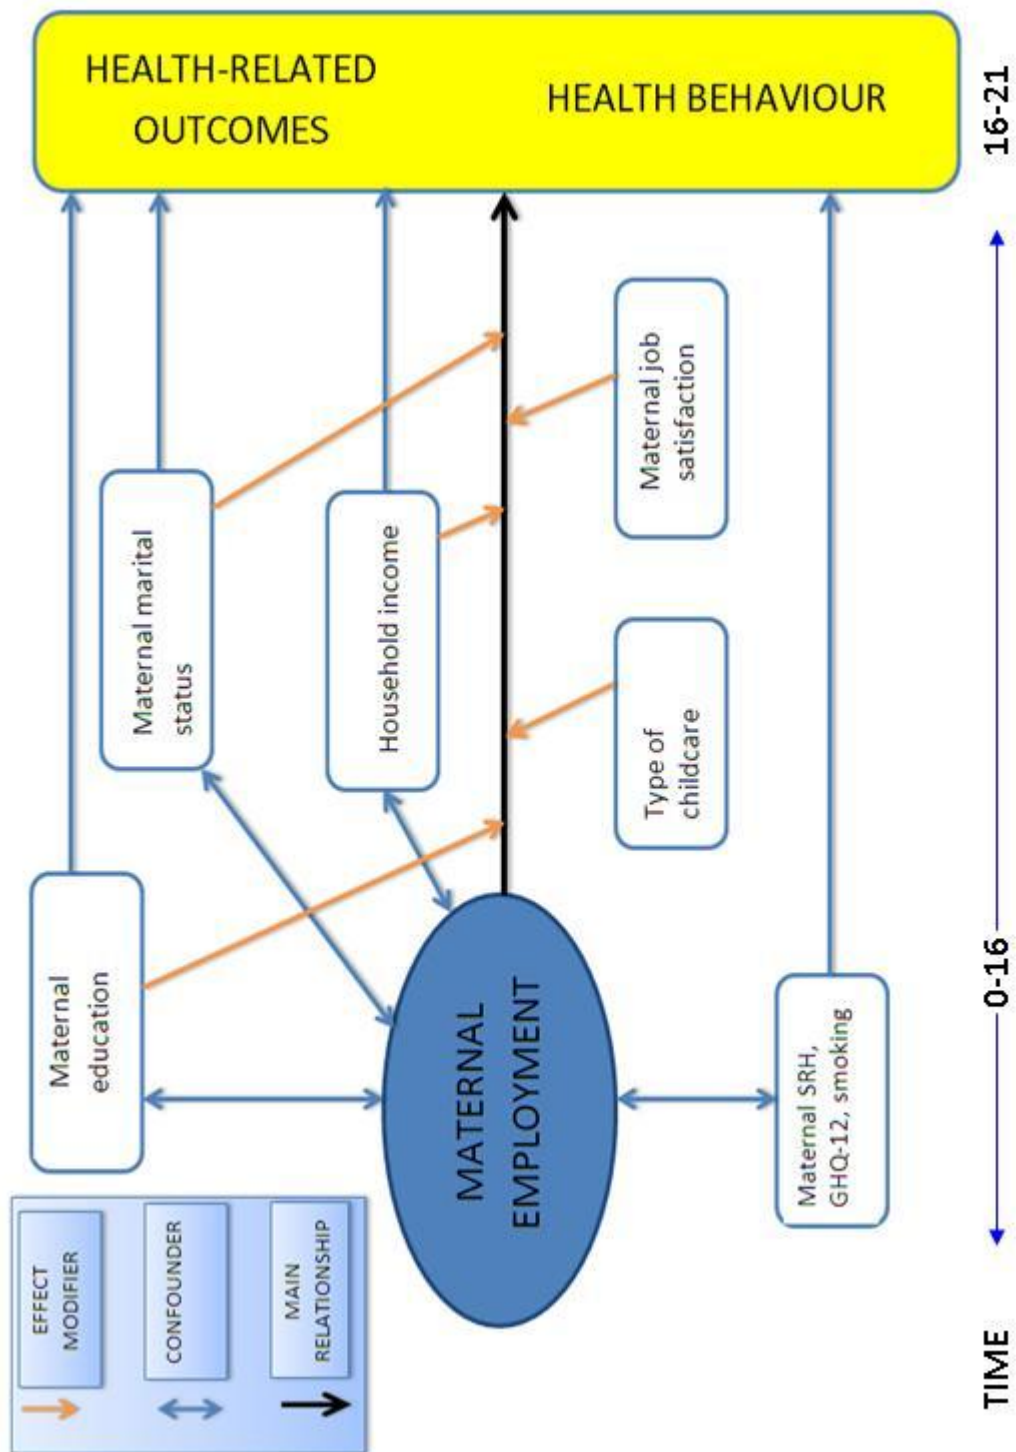 EFFECT
MODIFIER
CONFOUNDER
MAIN
RELATIONSHIP
Maternal
education
Maternal marital
status
Household income
MATERNAL
EMPLOYMENT
Type of
childcare
Maternal job
satisfaction
Maternal SRH,
GHQ-12, smoking
HEALTH-RELATED
OUTCOMES
HEALTH BEHAVIOUR
TIME
0-16
16-21